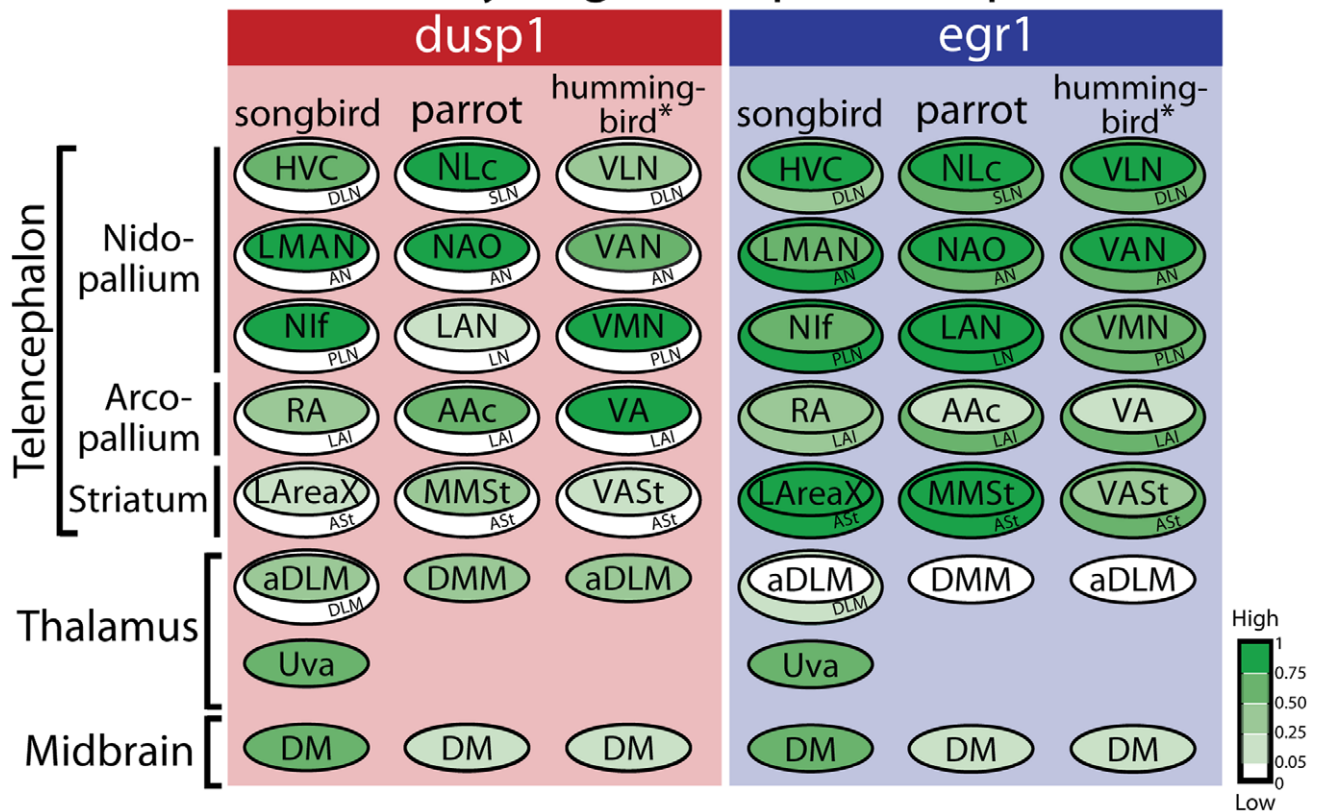 dusp1
egr1
songbird parrot humming-
bird*
songbird parrot humming-
bird*
Telencephalon
Nido-
pallium
HVC DLN NLc SLN VLN DLN HVC DLN NLc SLN VLN DLN
LMAN AN NAO AN VAN AN LMAN AN NAO AN VAN AN
NIf PLN LAN LN VMN PLN NIf PLN LAN LN VMN PLN
Arco-
pallium
RA LAI AAc LAI VA LAI RA LAI AAc LAI VA LAI
Striatum
LAreaX ASt MMSt ASt VASt ASt LAreaX ASt MMSt ASt VASt ASt
Thalamus
aDLM DLM DMM aDLM aDLM DLM DMM aDLM
Uva Uva
Midbrain
DM DM DM DM DM DM
High
1
0.75
0.50
0.25
0.05
0
Low